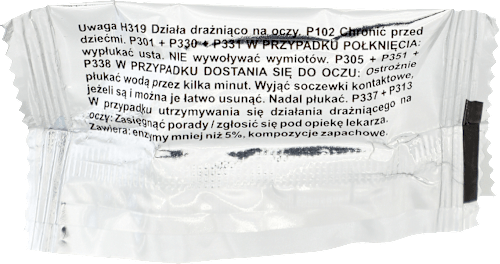 Uwaga H319 Działa drażniąco na oczy. P102 Chronić przed
dziećmi. P301 + P330 + P331 W PRZYPADKU POŁKNIĘCIA:
wypłukać usta. NIE wywoływać wymiotów. P305 + P351 +
P338 W PRZYPADKU DOSTANIA SIĘ DO OCZU: Ostrożnie
płukać wodą przez kilka minut. Wyjąć soczewki kontaktowe,
jeżeli są i można je łatwo usunąć. Nadal płukać. P337 + P313
W przypadku utrzymywania się działania drażniącego na
oczy: Zasięgnąć porady / zgłosić się pod opiekę lekarza.
Zawiera: enzymy mniej niż 5%, kompozycje zapachowe.